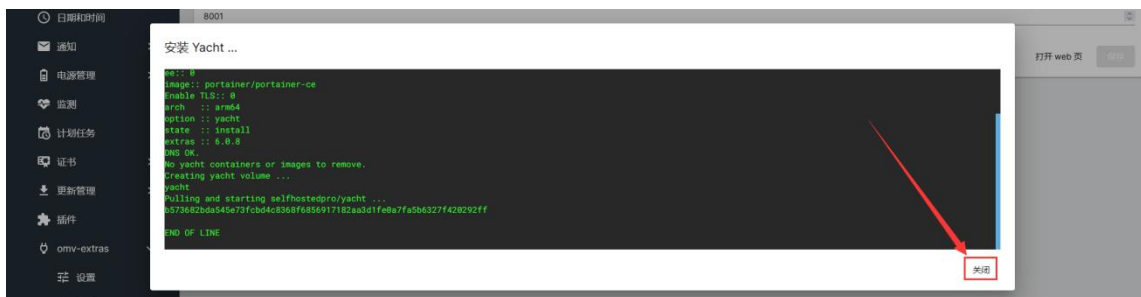 日期和时间
8001
通知
电源管理
监测
计划任务
证书
更新管理
插件
omv-extras
设置
打开 web 页
安装 Yacht ...
ee:: 0
image:: portainer/portainer-ce
Enable TLS:: 0
arch :: arm64
option :: yacht
state :: install
extras :: 6.0.8
DNS OK.
No yacht containers or images to remove.
Creating yacht volume ...
yacht
Pulling and starting selfhostedpro/yacht ...
b573682bda545e73fcbd4c8368f6856917182aa3d1fe0a7fa5b6327f420292ff
END OF LINE
关闭